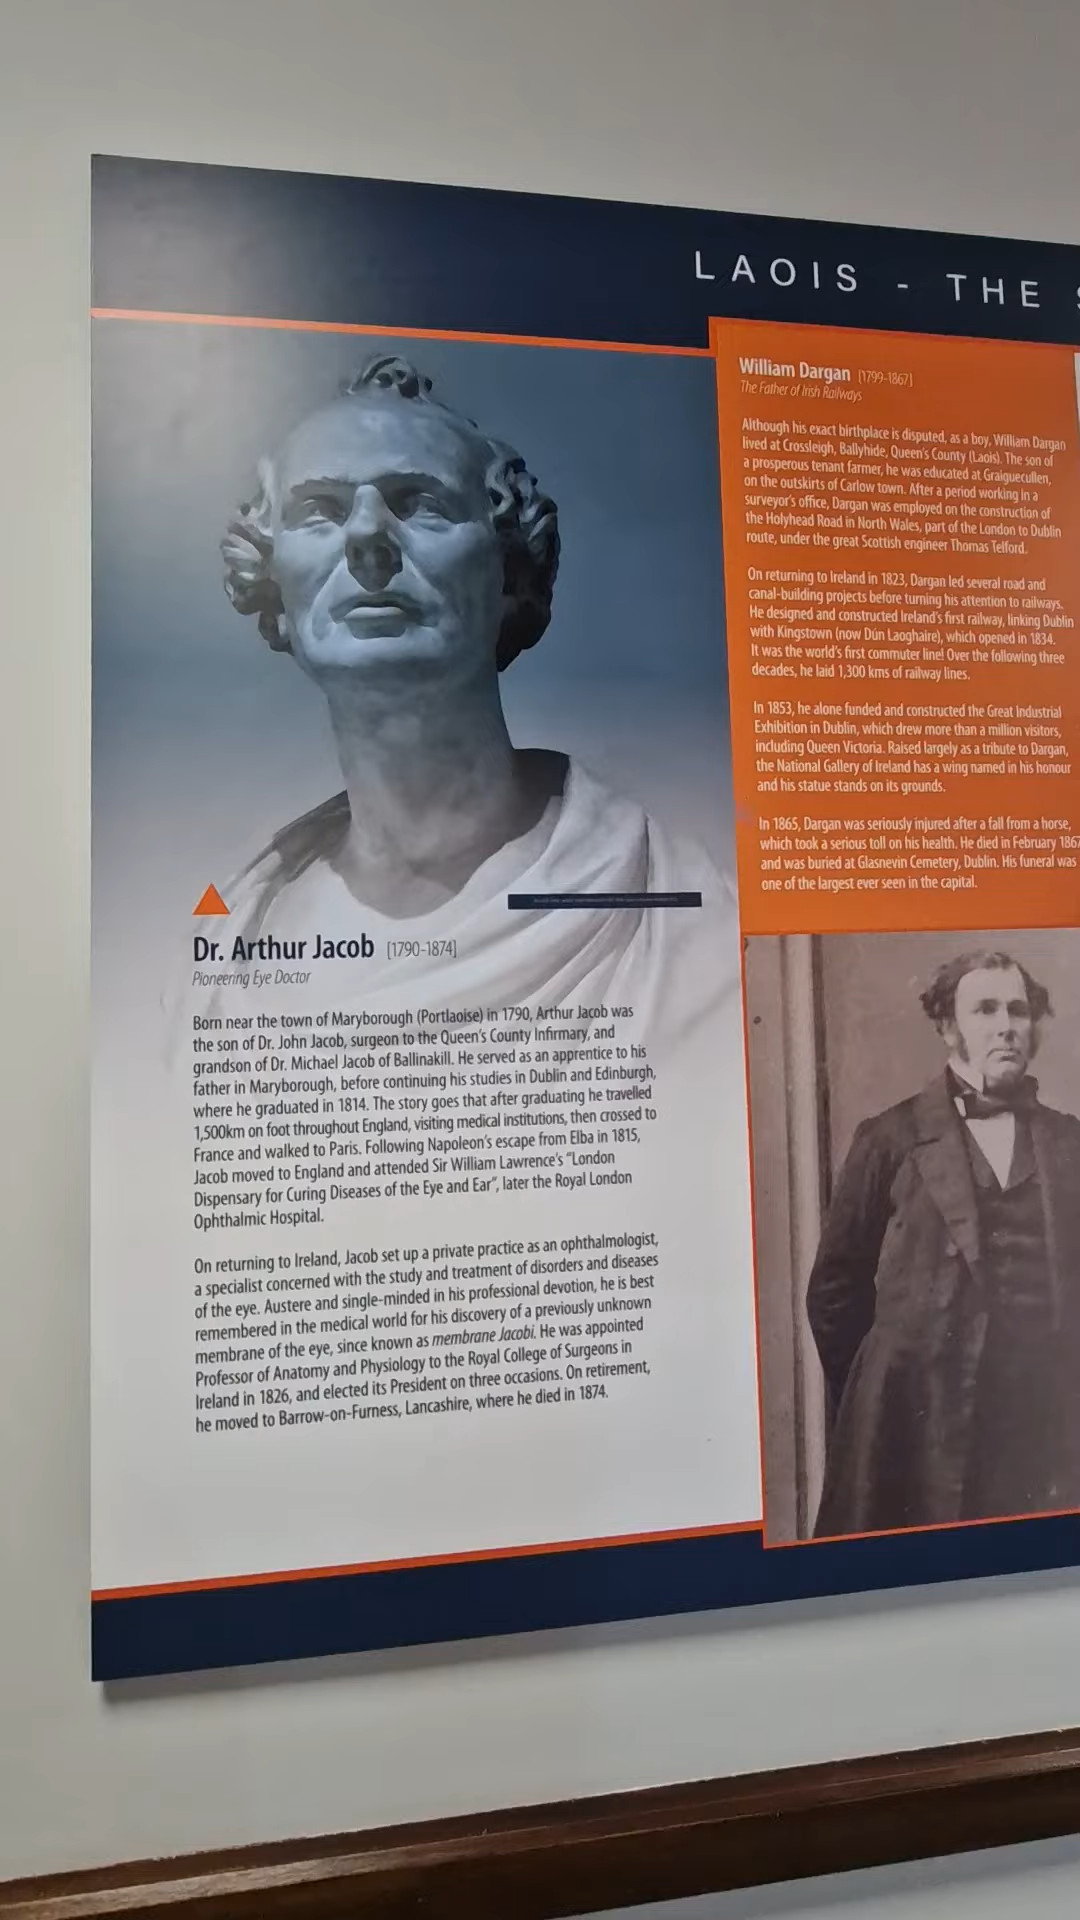 LAOIS - THE
Dr. Arthur Jacob [1790-1874]
Pioneering Eye Doctor
Born near the town of Maryborough (Portlaoise) in 1790, Arthur Jacob was
the son of Dr. John Jacob, surgeon to the Queen's County Infirmary, and
grandson of Dr. Michael Jacob of Ballinakill. He served as an apprentice to his
father in Maryborough, before continuing his studies in Dublin and Edinburgh,
where he graduated in 1814. The story goes that after graduating he travelled
1,500km on foot throughout England, visiting medical institutions, then crossed to
France and walked to Paris. Following Napoleon's escape from Elba in 1815,
Jacob moved to England and attended Sir William Lawrence's "London
Dispensary for Curing Diseases of the Eye and Ear", later the Royal London
Ophthalmic Hospital.
On returning to Ireland, Jacob set up a private practice as an ophthalmologist,
a specialist concerned with the study and treatment of disorders and diseases
of the eye. Austere and single-minded in his professional devotion, he is best
remembered in the medical world for his discovery of a previously unknown
membrane of the eye, since known as membrane Jacobi. He was appointed
Professor of Anatomy and Physiology to the Royal College of Surgeons in
Ireland in 1826, and elected its President on three occasions. On retirement,
he moved to Barrow-on-Furness, Lancashire, where he died in 1874.
William Dargan [1799-1867]
The Father of Irish Railways
Although his exact birthplace is disputed, as a boy, William Dargan
lived at Crossleigh, Ballyhide, Queen's County (Laois). The son of
a prosperous tenant farmer, he was educated at Graiguecullen,
on the outskirts of Carlow town. After a period working in a
surveyor's office, Dargan was employed on the construction of
the Holyhead Road in North Wales, part of the London to Dublin
route, under the great Scottish engineer Thomas Telford.
On returning to Ireland in 1823, Dargan led several road and
canal-building projects before turning his attention to railways.
He designed and constructed Ireland's first railway, linking Dublin
with Kingstown (now Dún Laoghaire), which opened in 1834.
It was the world's first commuter line! Over the following three
decades, he laid 1,300 kms of railway lines.
In 1853, he alone funded and constructed the Great Industrial
Exhibition in Dublin, which drew more than a million visitors,
including Queen Victoria. Raised largely as a tribute to Dargan,
the National Gallery of Ireland has a wing named in his honour
and his statue stands on its grounds.
In 1865, Dargan was seriously injured after a fall from a horse,
which took a serious toll on his health. He died in February 1867
and was buried at Glasnevin Cemetery, Dublin. His funeral was
one of the largest ever seen in the capital.